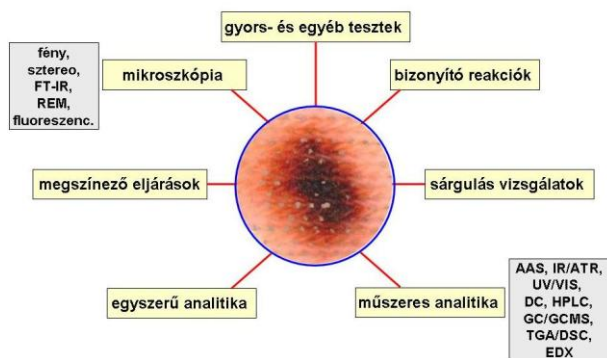 gyors- és egyéb tesztek
fény,
sztereo,
FT-IR,
REM,
fluoreszenc.
mikroszkópia
bizonyító reakciók
megszínező eljárások
sárgulás vizsgálatok
egyszerű analitika
műszeres analitika
AAS, IR/ATR,
UV/VIS,
DC, HPLC,
GC/GCMS,
TGA/DSC,
EDX